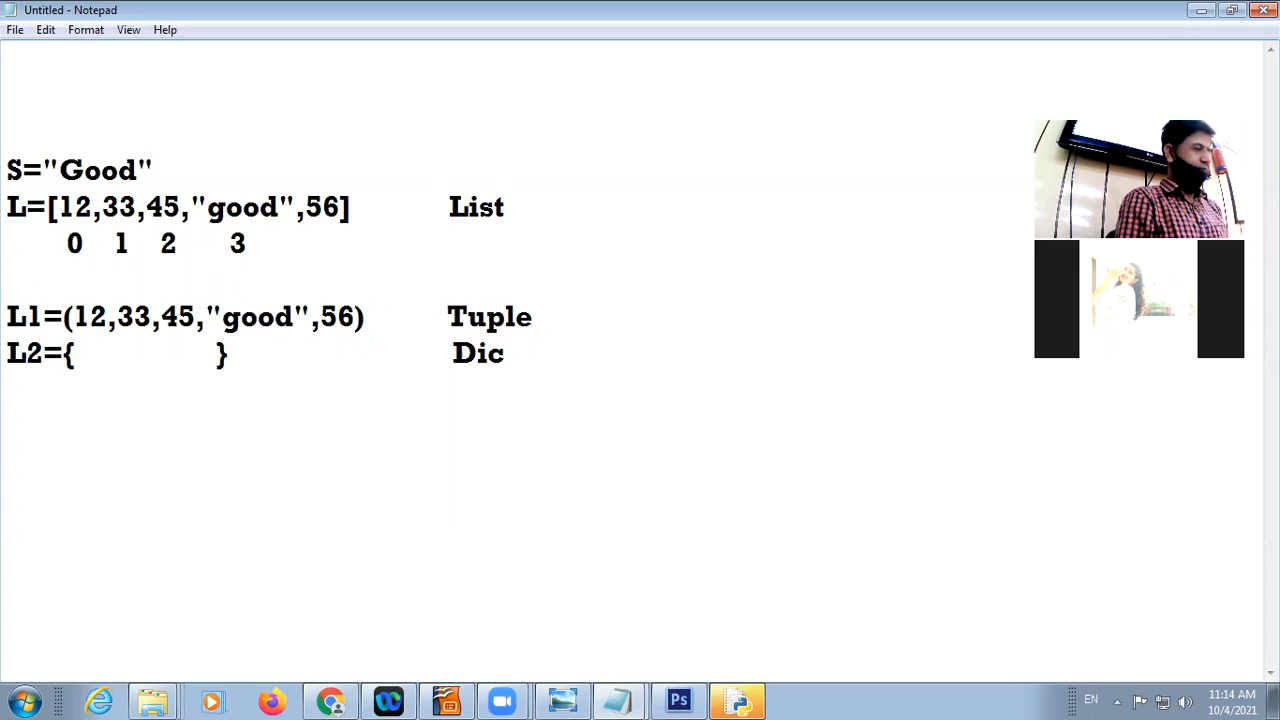 Untitled - Notepad
File Edit Format View Help
S="Good"
L=[12,33,45,"good",56] List
0 1 2 3
L1=(12,33,45,"good",56) Tuple
L2={ } Dic
Ps
EN
11:14 AM
10/4/2021